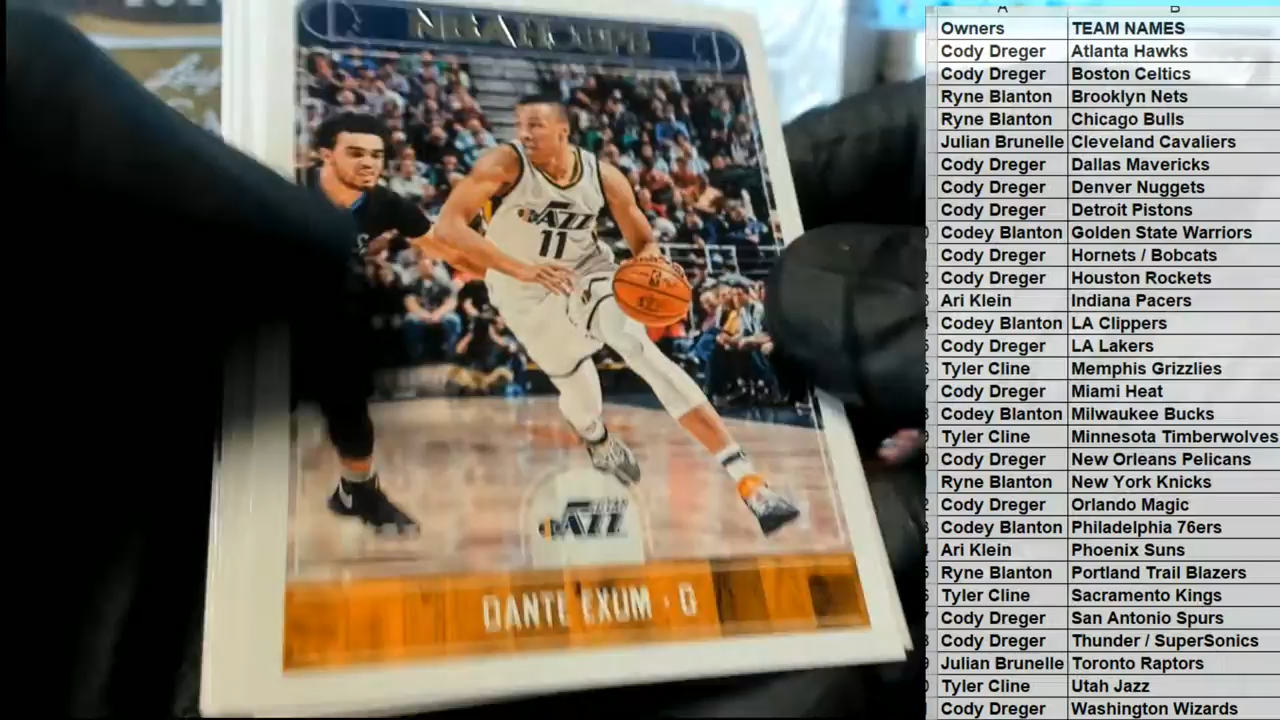 NBA HOOPS
JAZZ
11
JAZZ
DANTE EXUM · G
A B
Owners TEAM NAMES
Cody Dreger Atlanta Hawks
Cody Dreger Boston Celtics
Ryne Blanton Brooklyn Nets
Ryne Blanton Chicago Bulls
Julian Brunelle Cleveland Cavaliers
Cody Dreger Dallas Mavericks
Cody Dreger Denver Nuggets
Cody Dreger Detroit Pistons
Codey Blanton Golden State Warriors
Cody Dreger Hornets / Bobcats
Cody Dreger Houston Rockets
Ari Klein Indiana Pacers
Codey Blanton LA Clippers
Cody Dreger LA Lakers
Tyler Cline Memphis Grizzlies
Cody Dreger Miami Heat
Codey Blanton Milwaukee Bucks
Tyler Cline Minnesota Timberwolves
Cody Dreger New Orleans Pelicans
Ryne Blanton New York Knicks
Cody Dreger Orlando Magic
Codey Blanton Philadelphia 76ers
Ari Klein Phoenix Suns
Ryne Blanton Portland Trail Blazers
Tyler Cline Sacramento Kings
Cody Dreger San Antonio Spurs
Cody Dreger Thunder / SuperSonics
Julian Brunelle Toronto Raptors
Tyler Cline Utah Jazz
Cody Dreger Washington Wizards